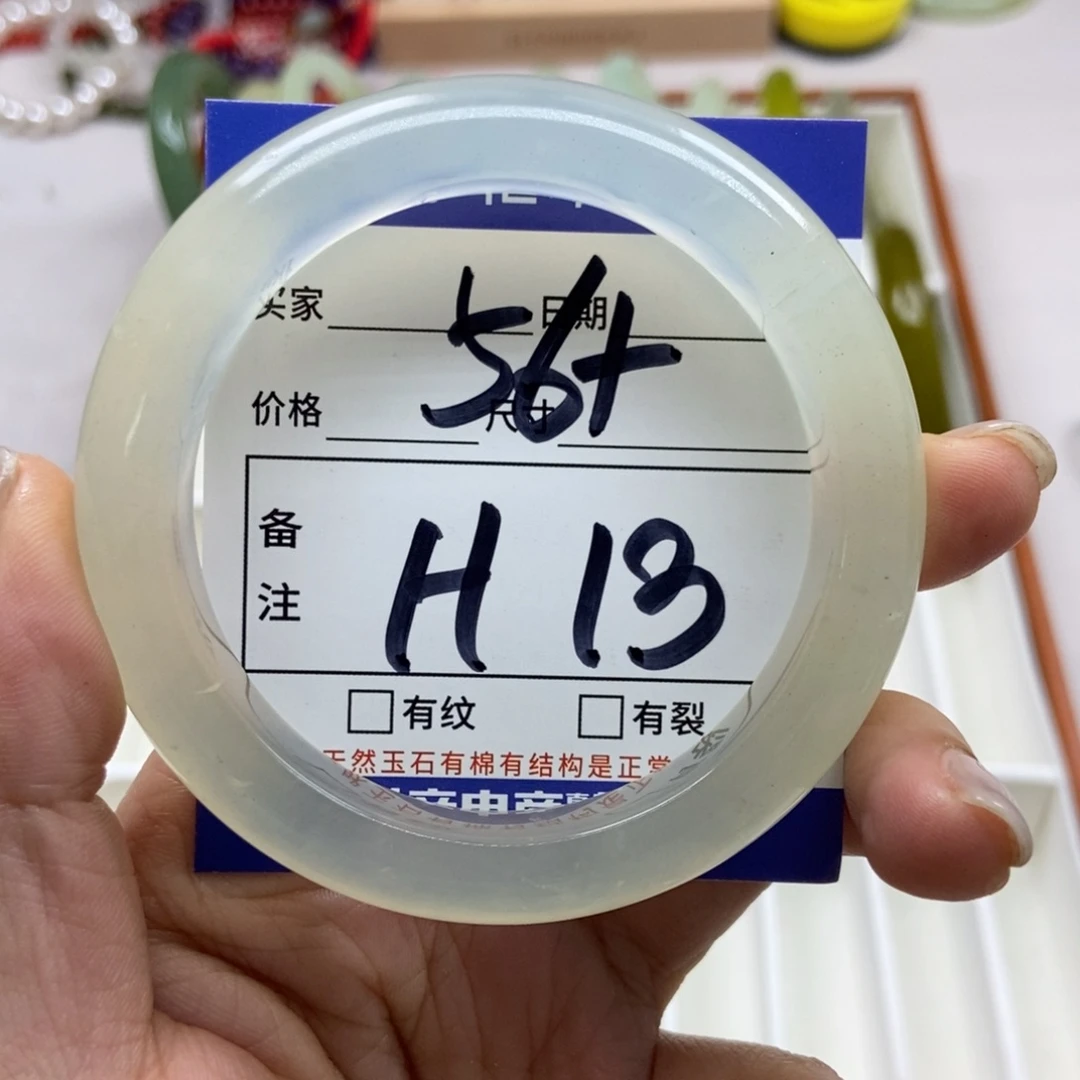 买家 日期
56+
价格 尺寸
备注
H 13
有纹 有裂
天然玉石有棉有结构是正常